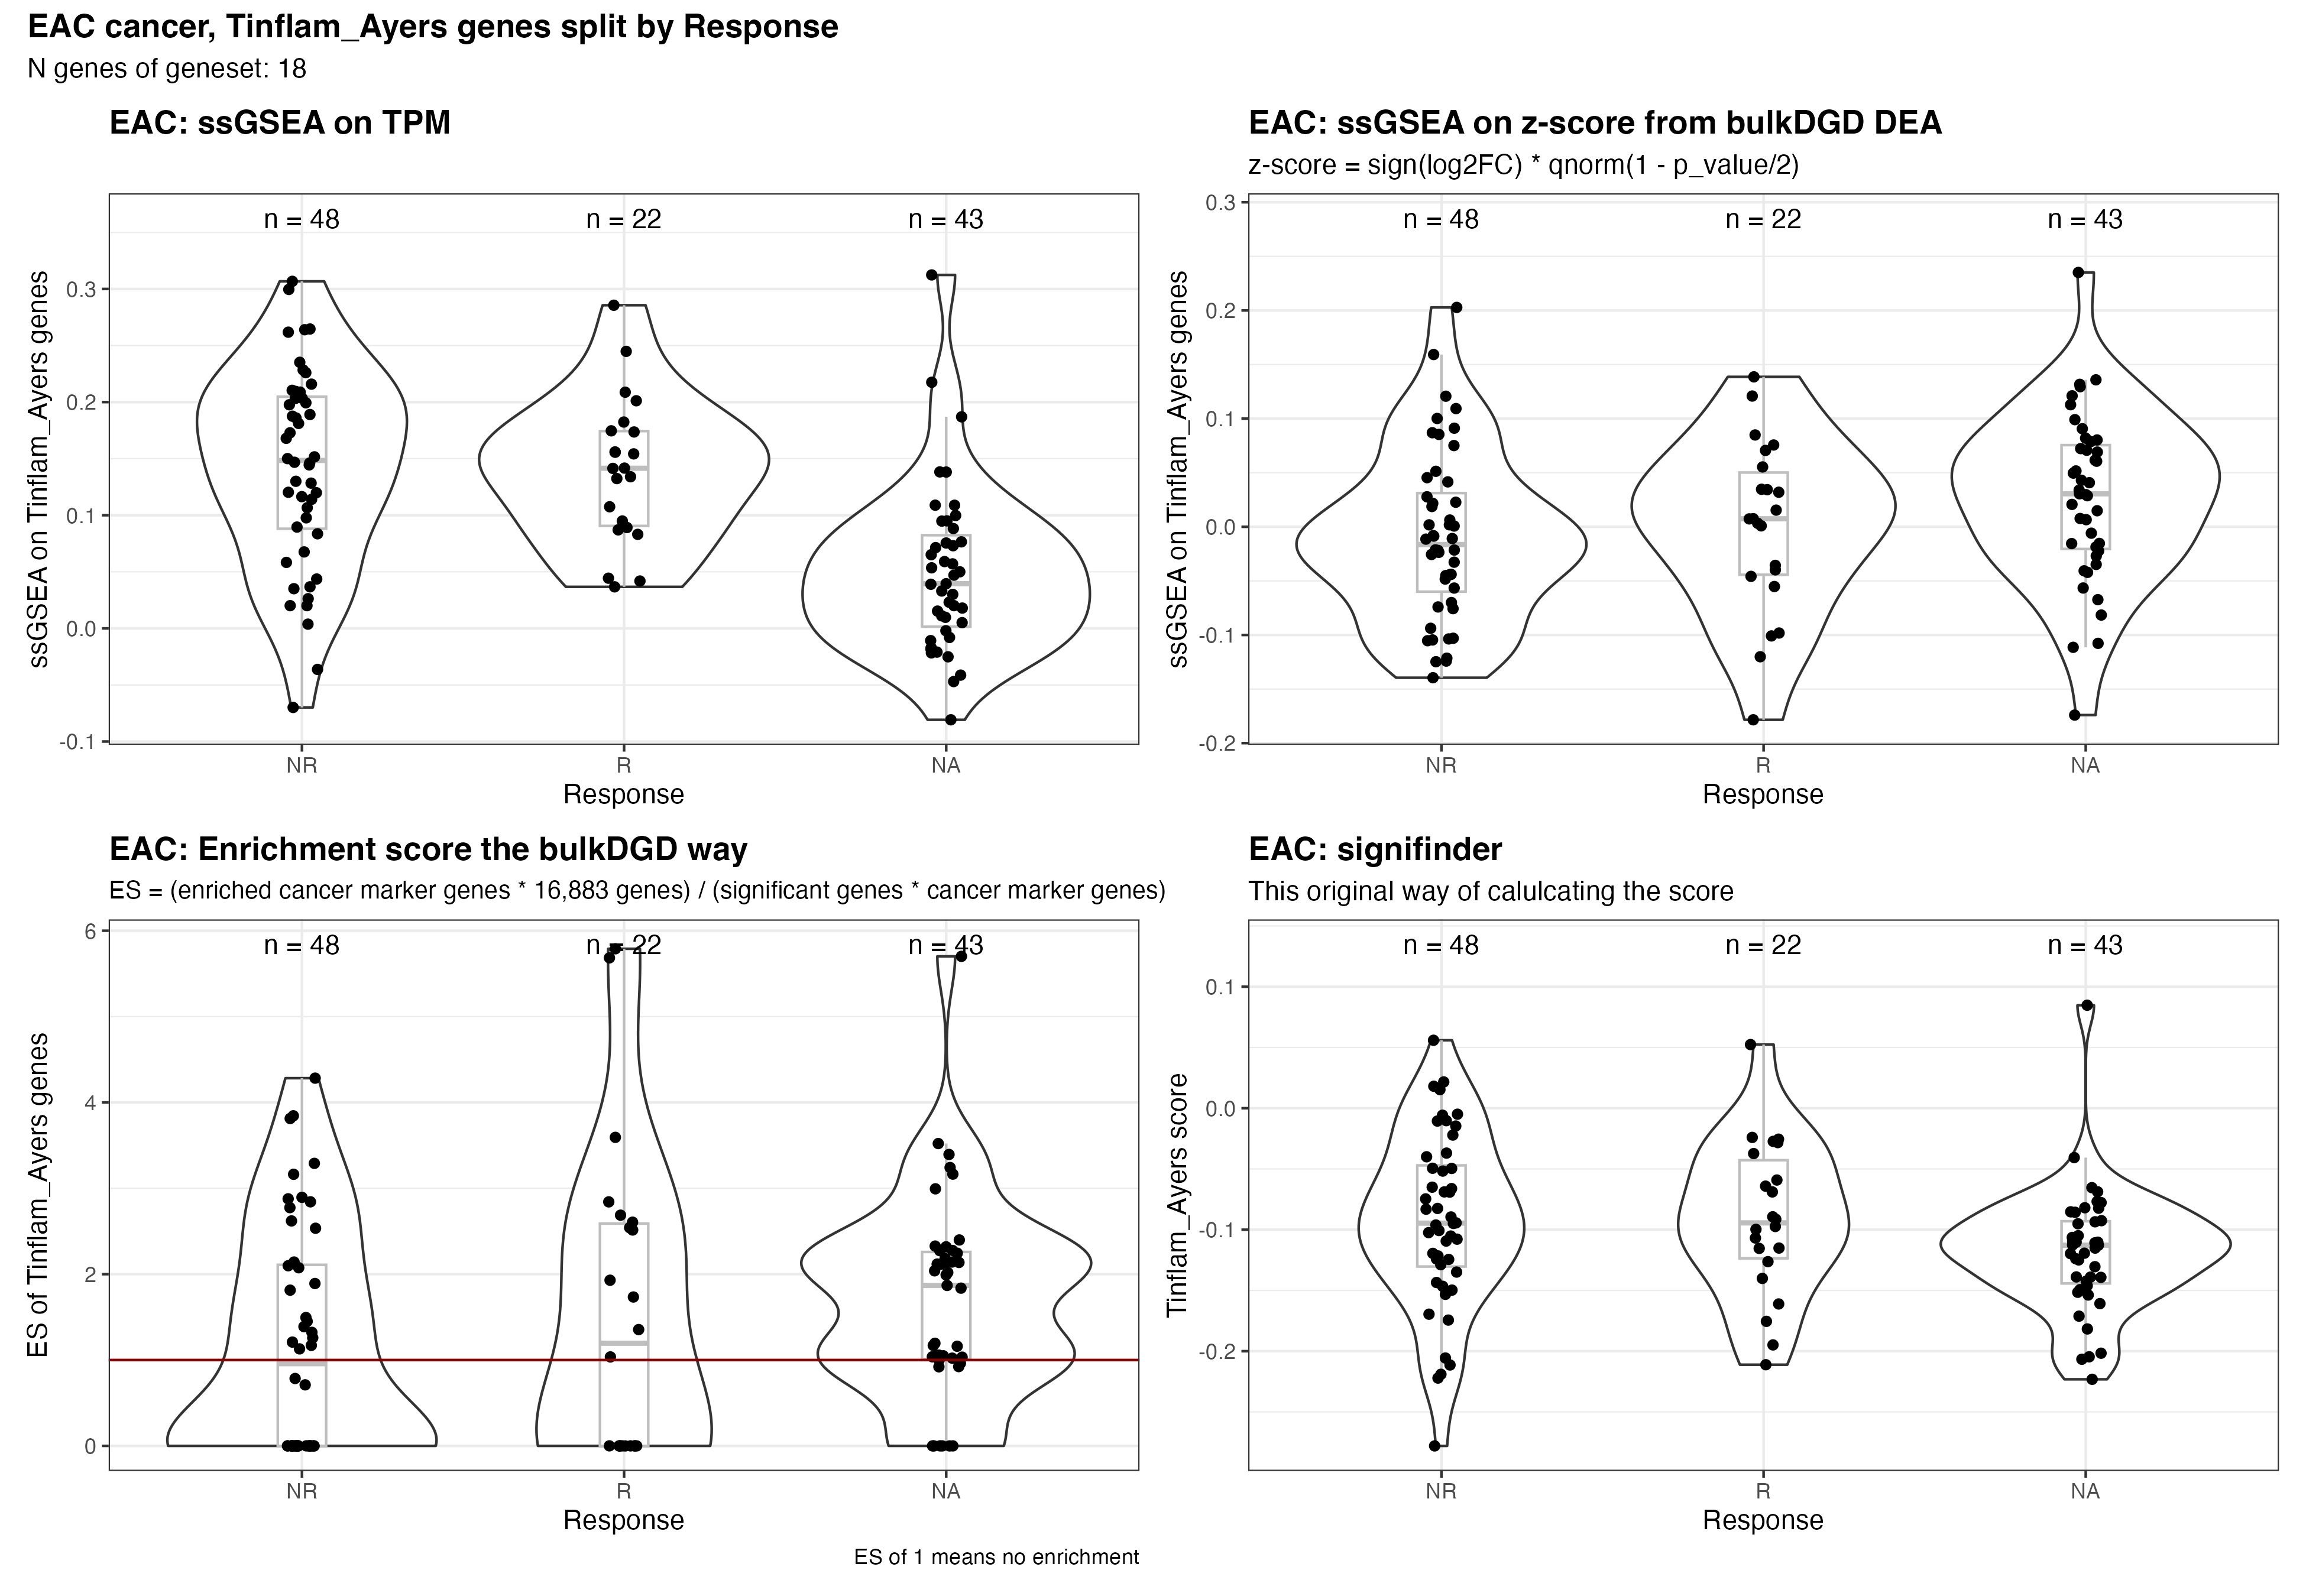 EAC cancer, Tinflam_Ayers genes split by Response
N genes of geneset: 18
EAC: ssGSEA on TPM
ssGSEA on Tinflam_Ayers genes
0.3
0.2
0.1
0.0
-0.1
n = 48
n = 22
n = 43
NR
R
NA
Response
EAC: ssGSEA on z-score from bulkDGD DEA
z-score = sign(log2FC) * qnorm(1 - p_value/2)
ssGSEA on Tinflam_Ayers genes
0.3
0.2
0.1
0.0
-0.1
-0.2
n = 48
n = 22
n = 43
NR
R
NA
Response
EAC: Enrichment score the bulkDGD way
ES = (enriched cancer marker genes * 16,883 genes) / (significant genes * cancer marker genes)
ES of Tinflam_Ayers genes
6
4
2
0
n = 48
n = 22
n = 43
NR
R
NA
Response
ES of 1 means no enrichment
EAC: signifinder
This original way of calulcating the score
Tinflam_Ayers score
0.1
0.0
-0.1
-0.2
n = 48
n = 22
n = 43
NR
R
NA
Response